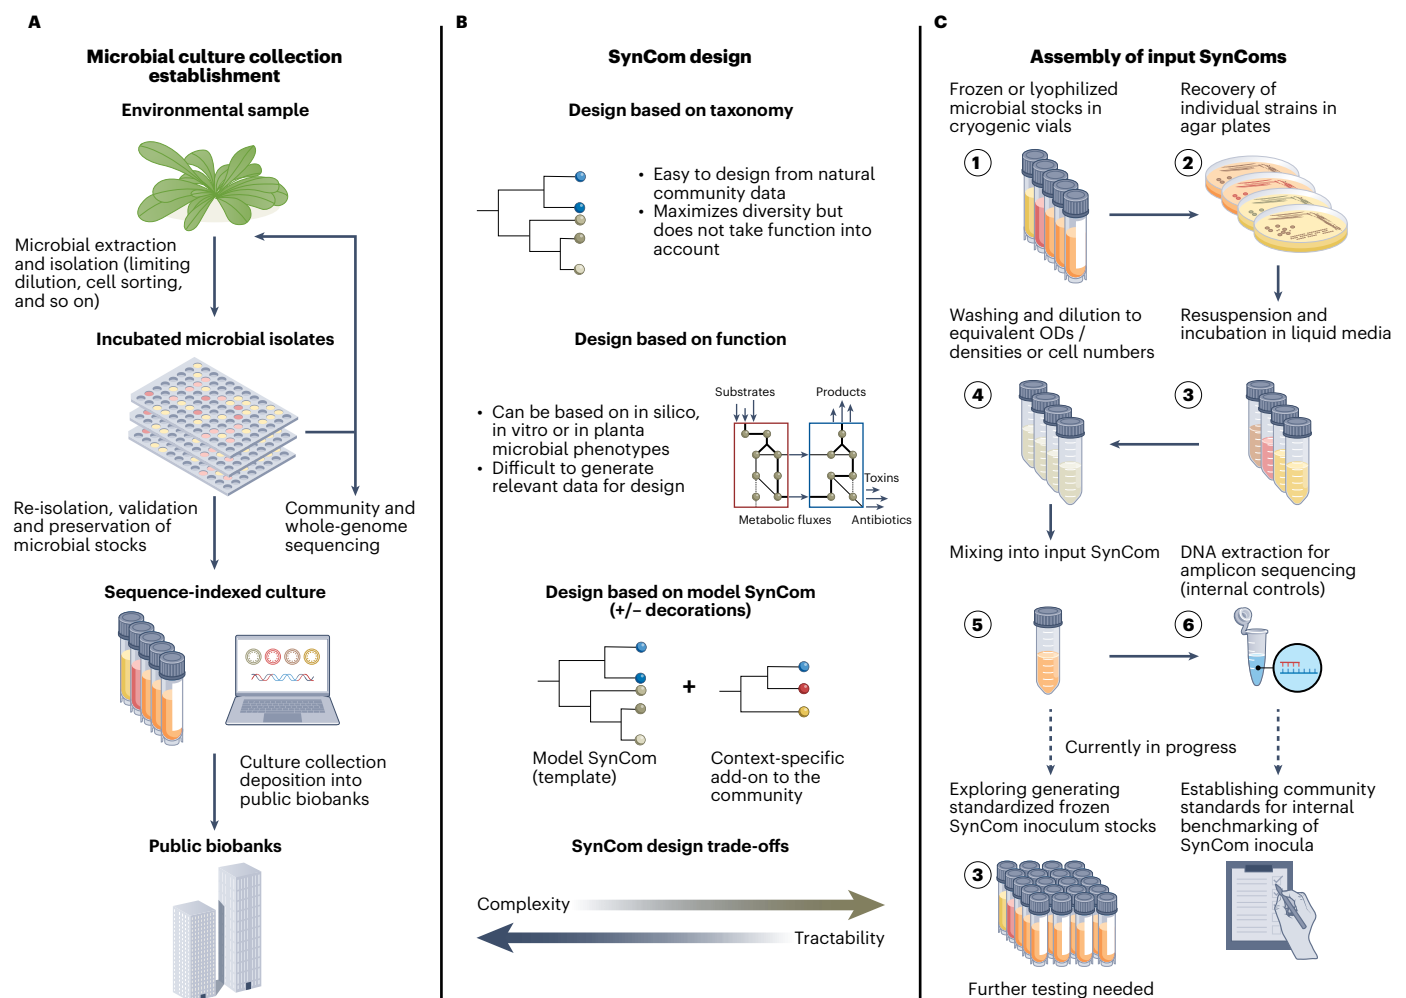 A
Microbial culture collection
establishment
Environmental sample
Microbial extraction
and isolation (limiting
dilution, cell sorting,
and so on)
Incubated microbial isolates
Re-isolation, validation
and preservation of
microbial stocks
Community and
whole-genome
sequencing
Sequence-indexed culture
Culture collection
deposition into
public biobanks
Public biobanks
B
SynCom design
Design based on taxonomy
• Easy to design from natural
community data
• Maximizes diversity but
does not take function into
account
Design based on function
• Can be based on in silico,
in vitro or in planta
microbial phenotypes
• Difficult to generate
relevant data for design
Substrates
Products
Toxins
Metabolic fluxes
Antibiotics
Design based on model SynCom
(+/– decorations)
+
Model SynCom
(template)
Context-specific
add-on to the
community
SynCom design trade-offs
Complexity
Tractability
C
Assembly of input SynComs
Frozen or lyophilized
microbial stocks in
cryogenic vials
1
Recovery of
individual strains in
agar plates
2
Resuspension and
incubation in liquid media
3
Washing and dilution to
equivalent ODs /
densities or cell numbers
4
Mixing into input SynCom
5
DNA extraction for
amplicon sequencing
(internal controls)
6
Currently in progress
Exploring generating
standardized frozen
SynCom inoculum stocks
3
Further testing needed
Establishing community
standards for internal
benchmarking of
SynCom inocula